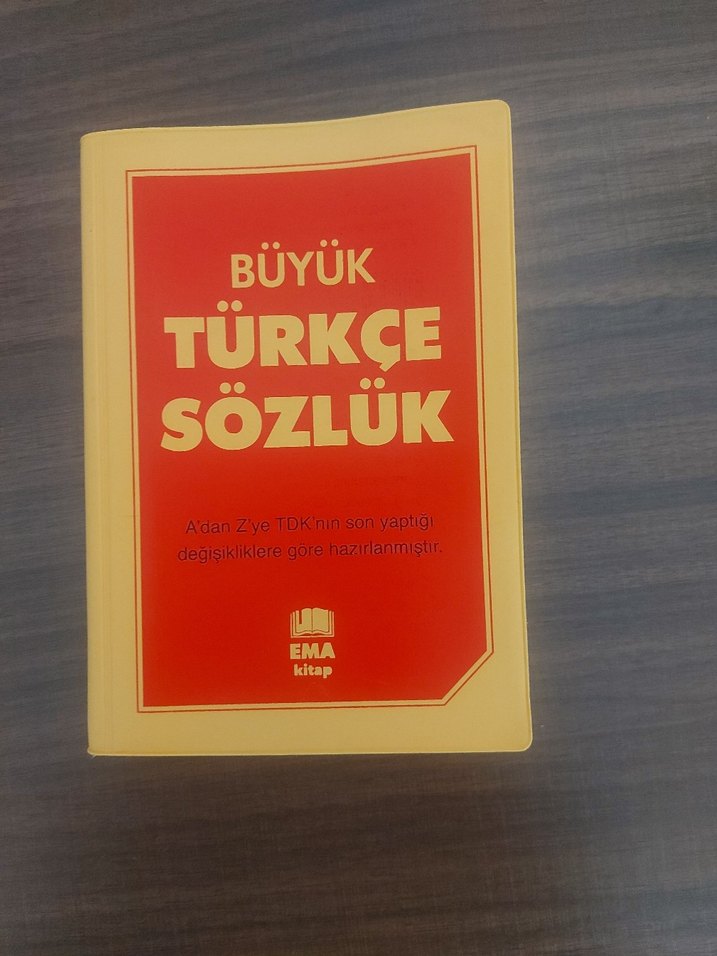 BÜYÜK
TÜRKÇE
SÖZLÜK
A'dan Z'ye TDK'nın son yaptığı
değişikliklere göre hazırlanmıştır.
EMA
kitap